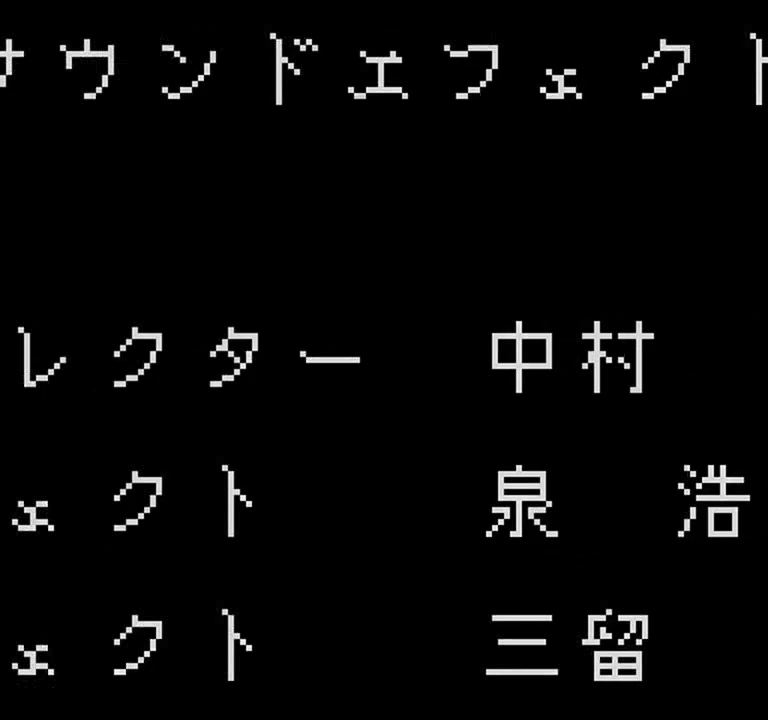 サウンドエフェクト
レクター 中村
ェクト 泉 浩
ェクト 三留